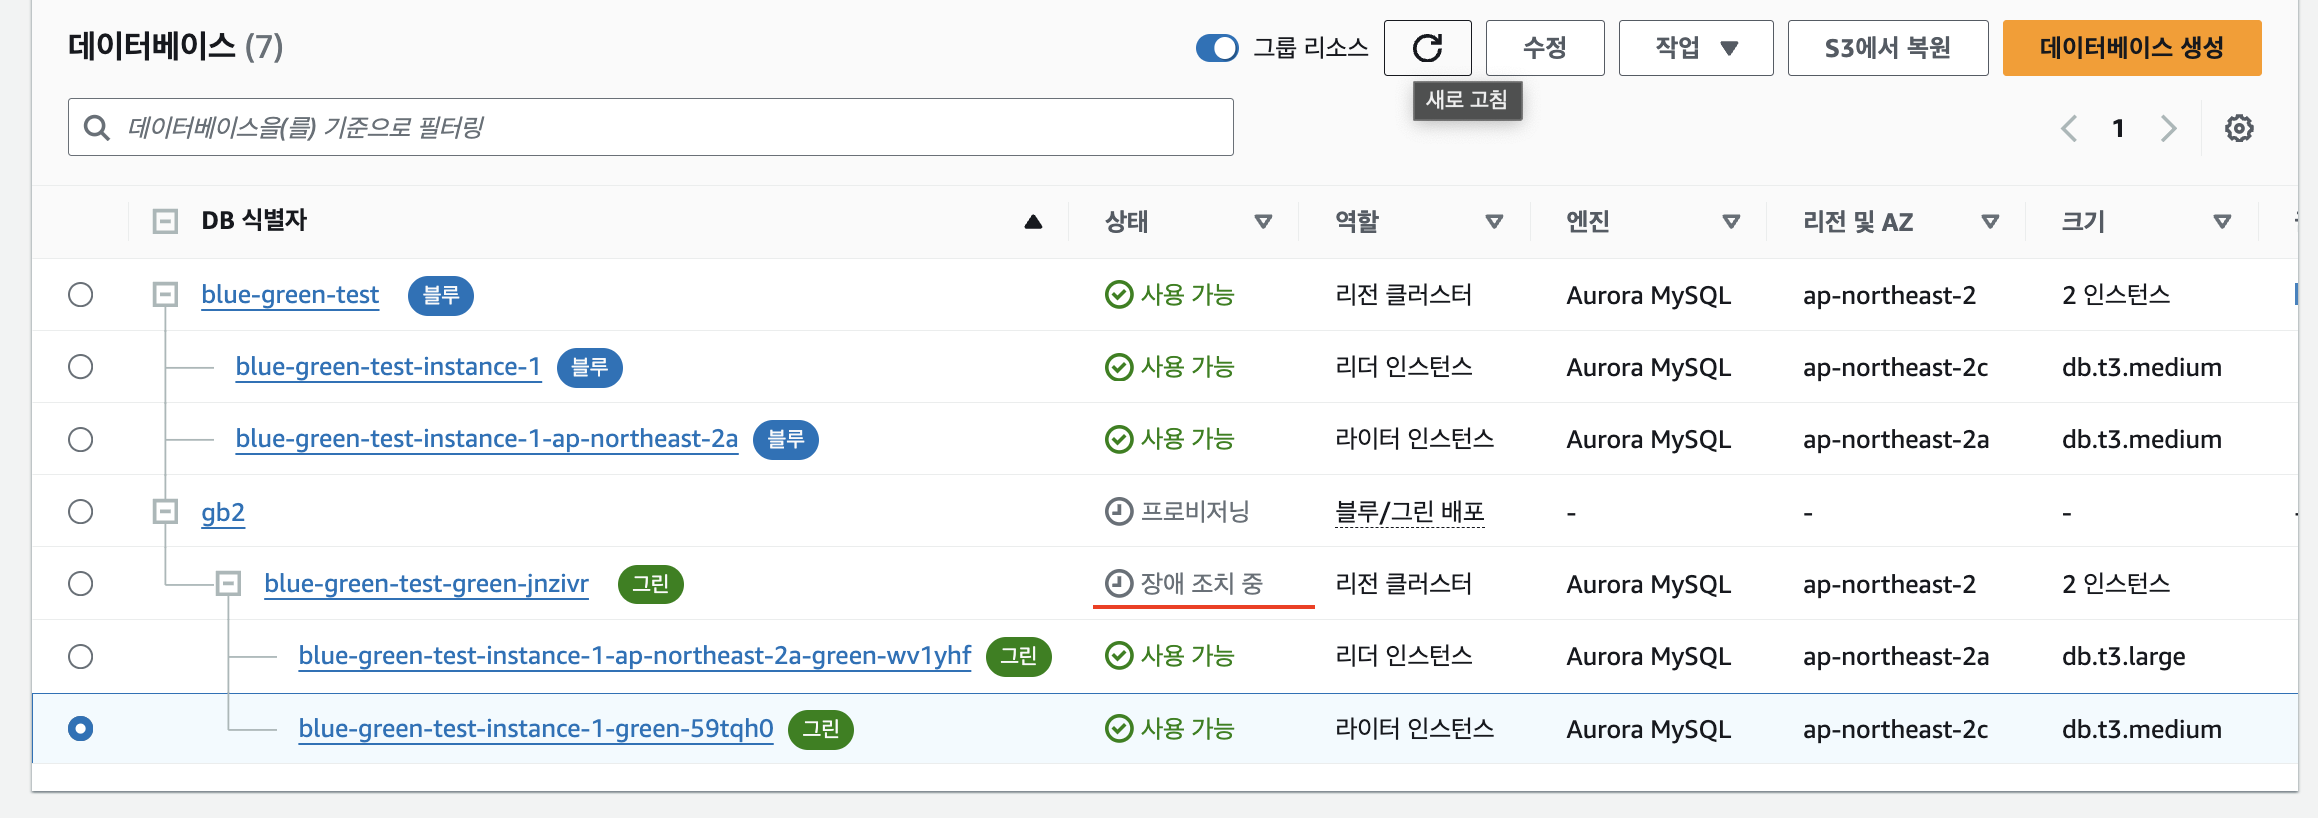 데이터베이스 (7) 그룹 리소스 수정 작업 S3에서 복원 데이터베이스 생성
새로 고침
데이터베이스을(를) 기준으로 필터링 1
DB 식별자 상태 역할 엔진 리전 및 AZ 크기
blue-green-test 블루 사용 가능 리전 클러스터 Aurora MySQL ap-northeast-2 2 인스턴스
blue-green-test-instance-1 블루 사용 가능 리더 인스턴스 Aurora MySQL ap-northeast-2c db.t3.medium
blue-green-test-instance-1-ap-northeast-2a 블루 사용 가능 라이터 인스턴스 Aurora MySQL ap-northeast-2a db.t3.medium
gb2 프로비저닝 블루/그린 배포 - - -
blue-green-test-green-jnzivr 그린 장애 조치 중 리전 클러스터 Aurora MySQL ap-northeast-2 2 인스턴스
blue-green-test-instance-1-ap-northeast-2a-green-wv1yhf 그린 사용 가능 리더 인스턴스 Aurora MySQL ap-northeast-2a db.t3.large
blue-green-test-instance-1-green-59tqh0 그린 사용 가능 라이터 인스턴스 Aurora MySQL ap-northeast-2c db.t3.medium